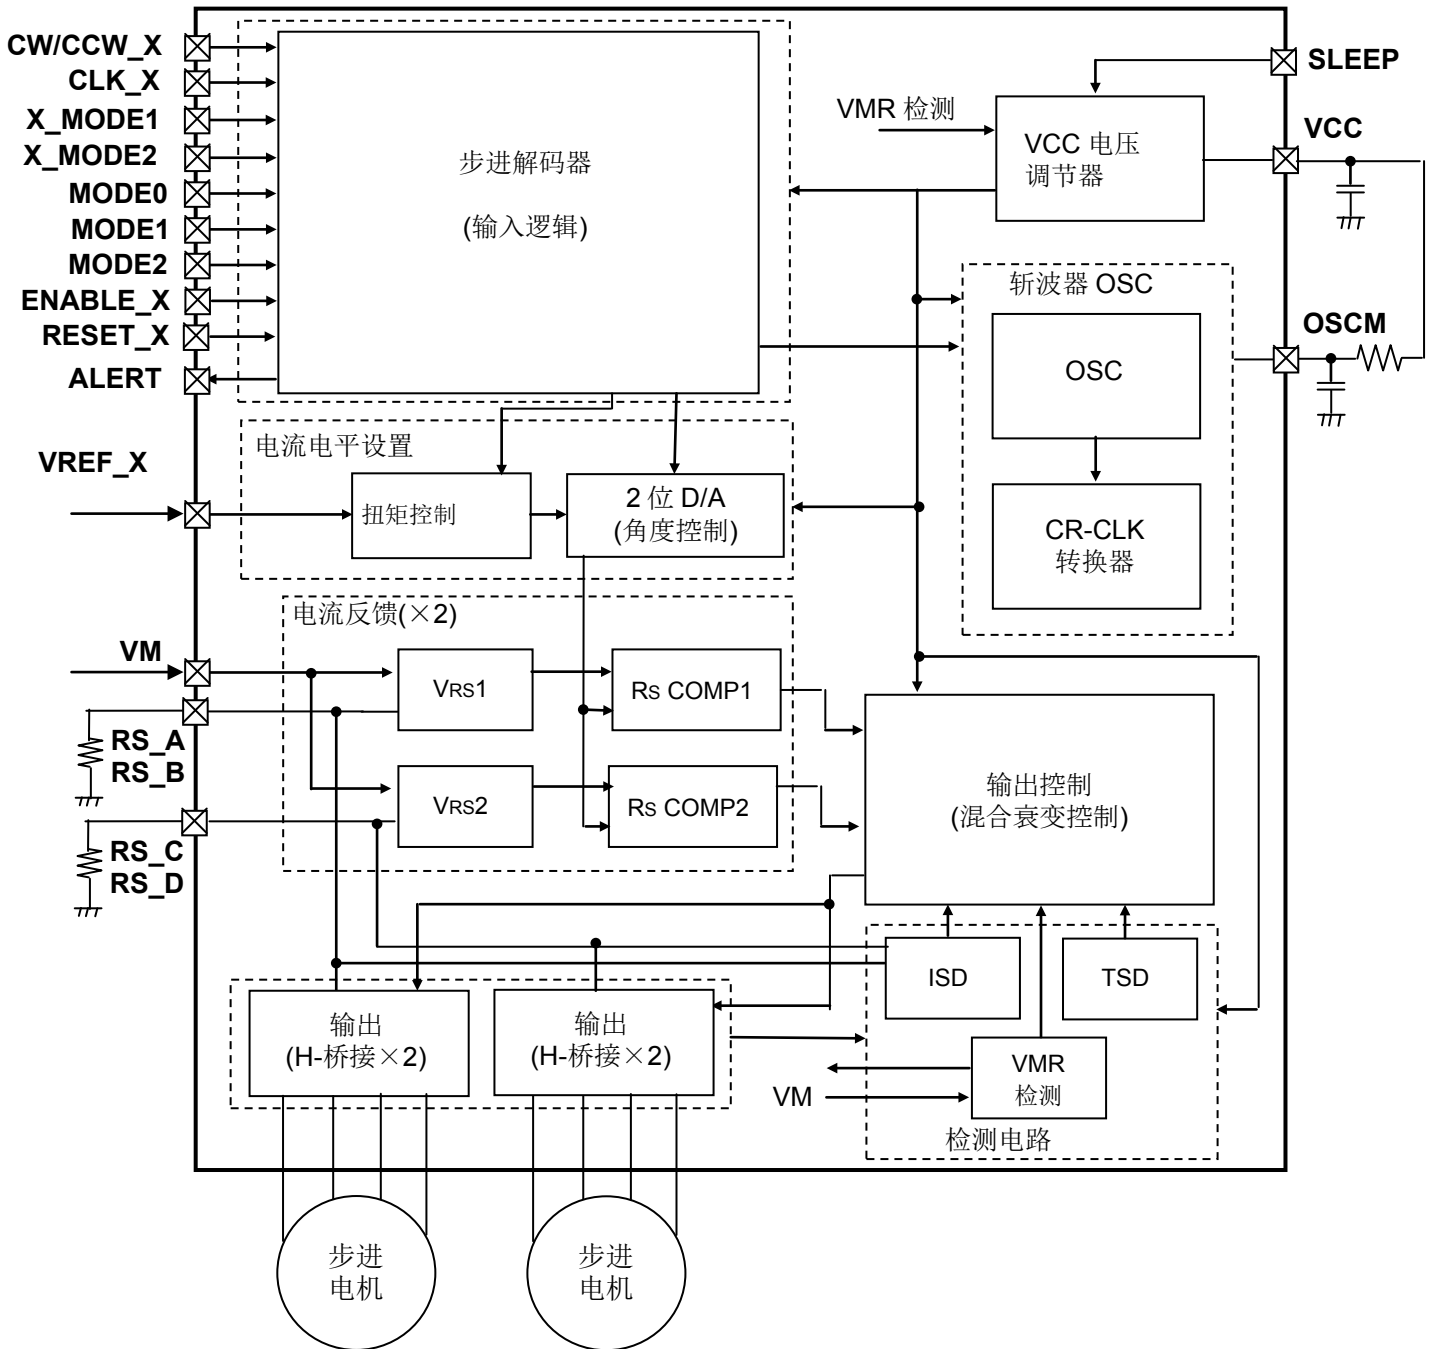 CW/CCW_X
CLK_X
X_MODE1
X_MODE2
MODE0
MODE1
MODE2
ENABLE_X
RESET_X
ALERT
VREF_X
VM
RS_A
RS_B
RS_C
RS_D
步进解码器
(输入逻辑)
VMR 检测
VCC 电压
调节器
SLEEP
VCC
OSCM
斩波器 OSC
OSC
CR-CLK
转换器
电流电平设置
扭矩控制
2 位 D/A
(角度控制)
电流反馈(×2)
VRS1
RS COMP1
VRS2
RS COMP2
输出控制
(混合衰变控制)
ISD
TSD
VMR
检测
VM
检测电路
输出
(H-桥接×2)
输出
(H-桥接×2)
步进
电机
步进
电机